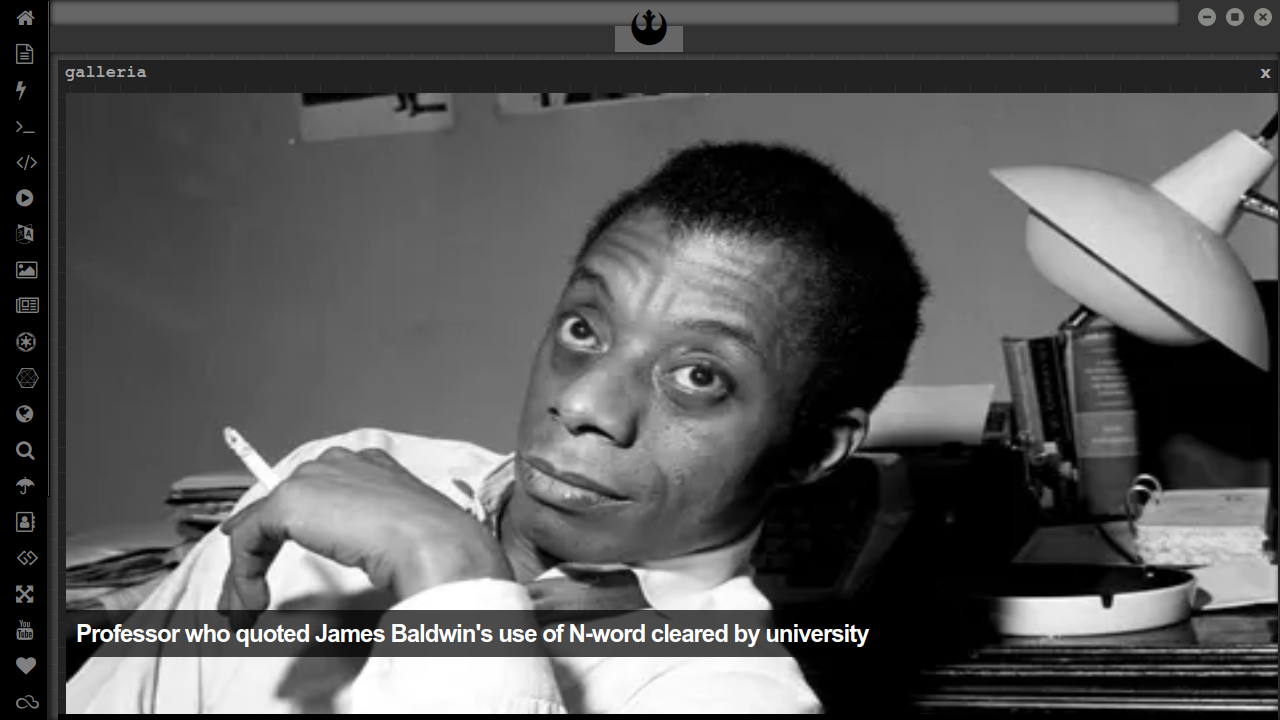 galleria
x
Professor who quoted James Baldwin's use of N-word cleared by university
You
Tube